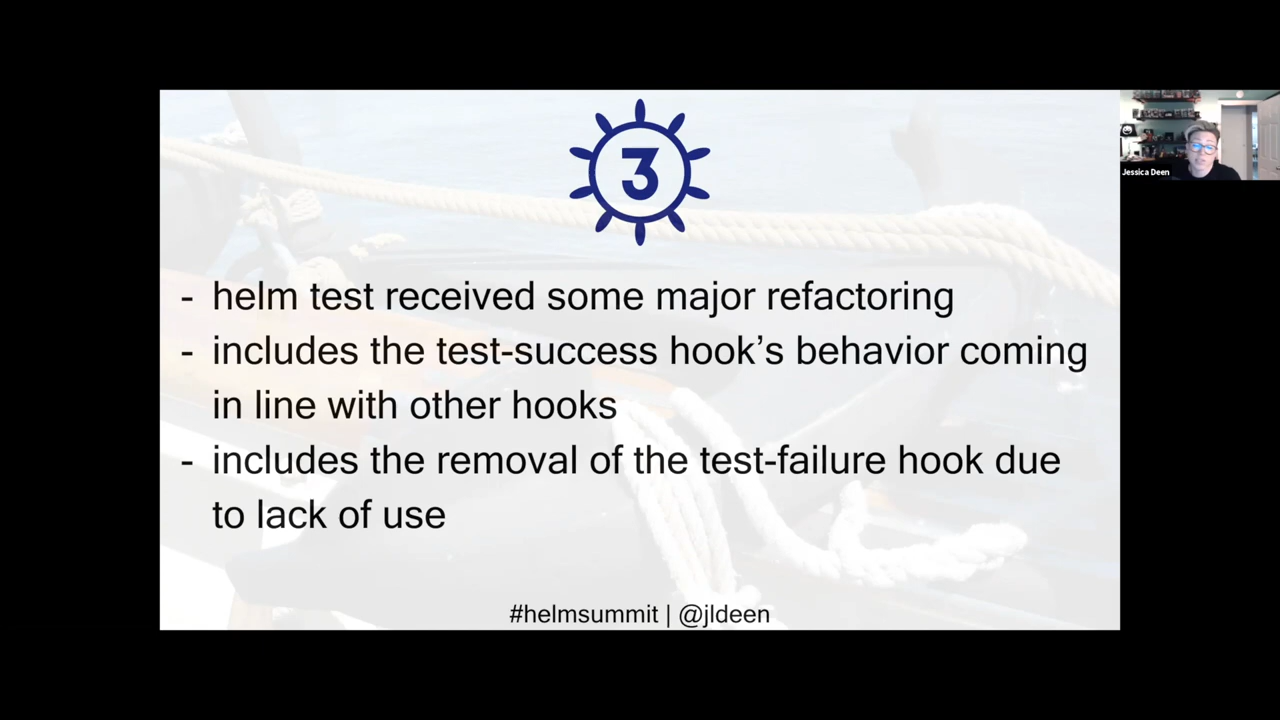 3
- helm test received some major refactoring
- includes the test-success hook’s behavior coming
in line with other hooks
- includes the removal of the test-failure hook due
to lack of use
#helmsummit | @jldeen
Jessica Deen